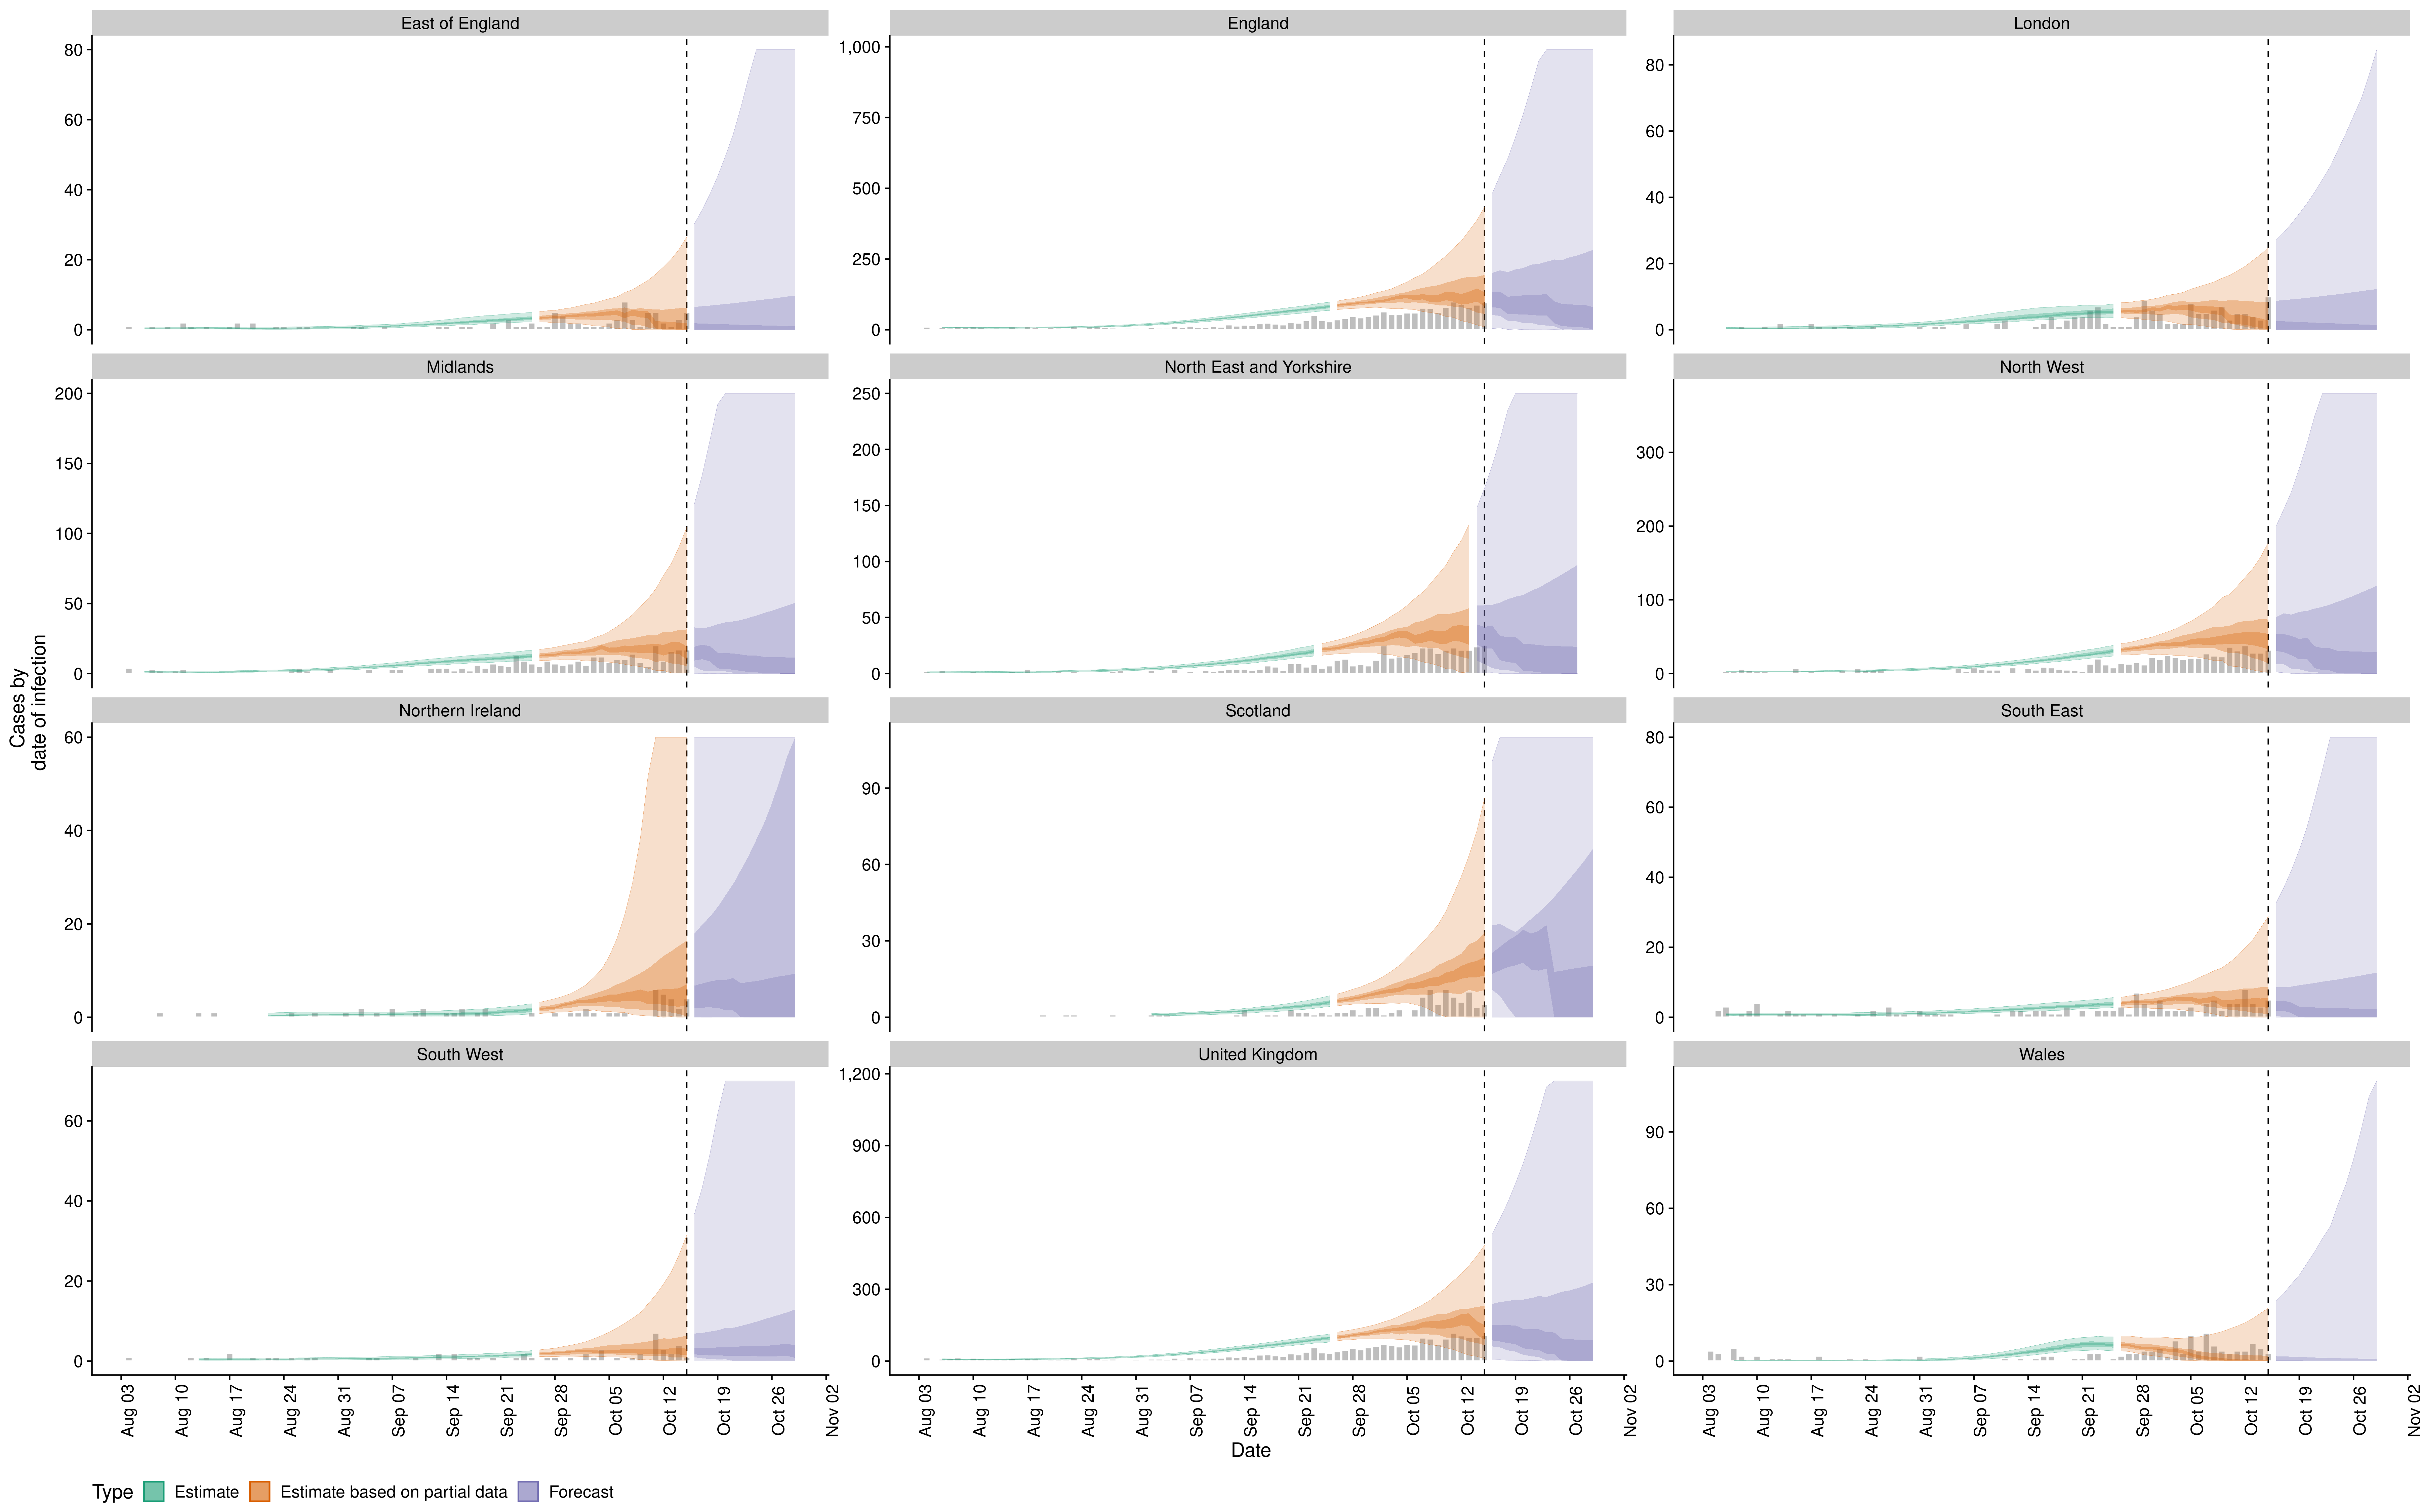 East of England
England
London
80
60
40
20
0
1,000
750
500
250
0
80
60
40
20
0
Midlands
North East and Yorkshire
North West
200
150
100
50
0
250
200
150
100
50
0
300
200
100
0
Northern Ireland
Scotland
South East
60
40
20
0
90
60
30
0
80
60
40
20
0
South West
United Kingdom
Wales
60
40
20
0
1,200
900
600
300
0
90
60
30
0
Cases by
date of infection
Aug 03
Aug 10
Aug 17
Aug 24
Aug 31
Sep 07
Sep 14
Sep 21
Sep 28
Oct 05
Oct 12
Oct 19
Oct 26
Nov 02
Aug 03
Aug 10
Aug 17
Aug 24
Aug 31
Sep 07
Sep 14
Sep 21
Sep 28
Oct 05
Oct 12
Oct 19
Oct 26
Nov 02
Aug 03
Aug 10
Aug 17
Aug 24
Aug 31
Sep 07
Sep 14
Sep 21
Sep 28
Oct 05
Oct 12
Oct 19
Oct 26
Nov 02
Date
Type Estimate Estimate based on partial data Forecast